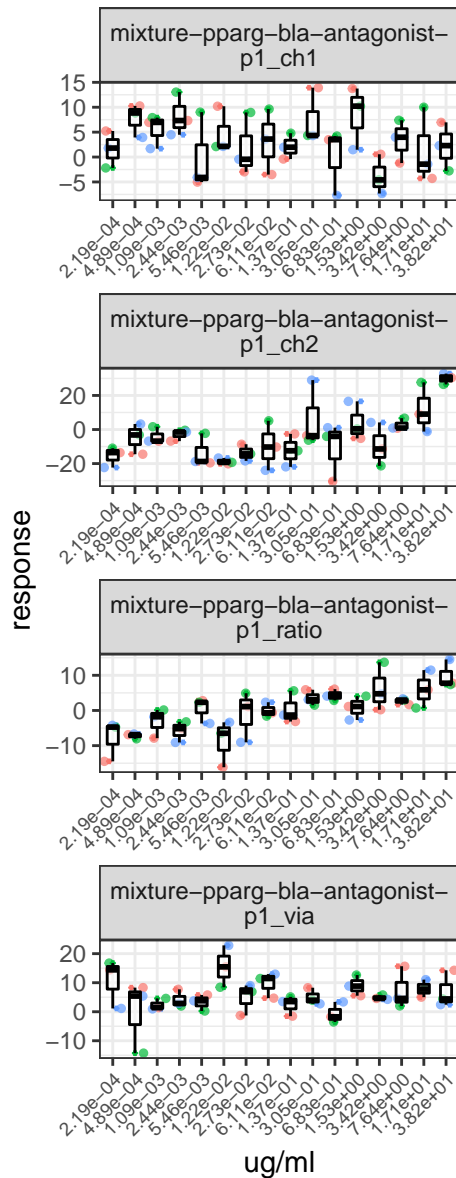 mixture−pparg−bla−antagonist−
p1_ch1
15
10
5
0
−5
2.19e−04
4.89e−04
1.09e−03
2.44e−03
5.46e−03
1.22e−02
2.73e−02
6.11e−02
1.37e−01
3.05e−01
6.83e−01
1.53e+00
3.42e+00
7.64e+00
1.71e+01
3.82e+01
mixture−pparg−bla−antagonist−
p1_ch2
20
0
−20
2.19e−04
4.89e−04
1.09e−03
2.44e−03
5.46e−03
1.22e−02
2.73e−02
6.11e−02
1.37e−01
3.05e−01
6.83e−01
1.53e+00
3.42e+00
7.64e+00
1.71e+01
3.82e+01
response
mixture−pparg−bla−antagonist−
p1_ratio
10
0
−10
2.19e−04
4.89e−04
1.09e−03
2.44e−03
5.46e−03
1.22e−02
2.73e−02
6.11e−02
1.37e−01
3.05e−01
6.83e−01
1.53e+00
3.42e+00
7.64e+00
1.71e+01
3.82e+01
mixture−pparg−bla−antagonist−
p1_via
20
10
0
−10
2.19e−04
4.89e−04
1.09e−03
2.44e−03
5.46e−03
1.22e−02
2.73e−02
6.11e−02
1.37e−01
3.05e−01
6.83e−01
1.53e+00
3.42e+00
7.64e+00
1.71e+01
3.82e+01
ug/ml